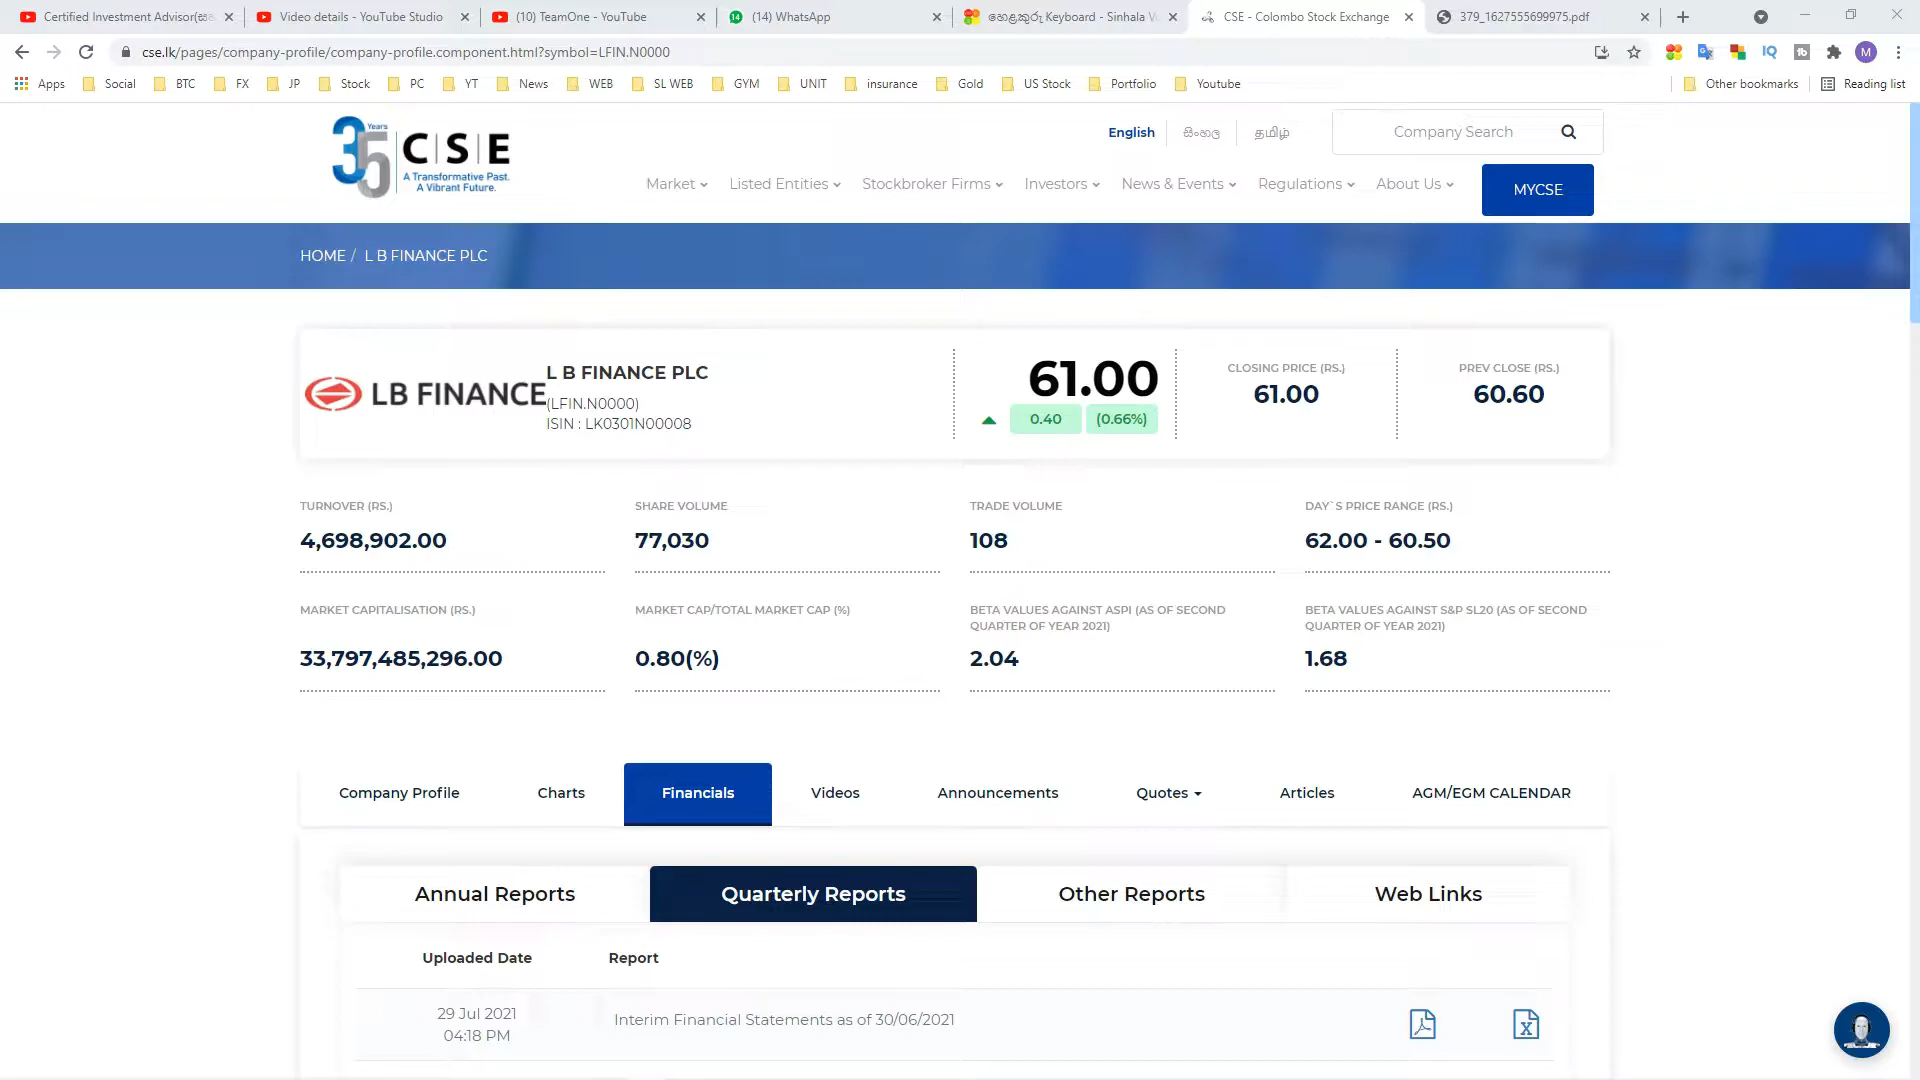 Certified Investment Advisor(සහ
Video details - YouTube Studio
(10) TeamOne - YouTube
(14) WhatsApp
හෙළකුරු Keyboard - Sinhala V
CSE - Colombo Stock Exchange
379_1627555699975.pdf
cse.lk/pages/company-profile/company-profile.component.html?symbol=LFIN.N0000
Apps Social BTC FX JP Stock PC YT News WEB SL WEB GYM UNIT insurance Gold US Stock Portfolio Youtube Other bookmarks Reading list
35 Years
C|S|E
A Transformative Past.
A Vibrant Future.
English සිංහල தமிழ் Company Search
Market Listed Entities Stockbroker Firms Investors News & Events Regulations About Us MYCSE
HOME / L B FINANCE PLC
LB FINANCE
L B FINANCE PLC
(LFIN.N0000)
ISIN : LK0301N00008
61.00
0.40 (0.66%)
CLOSING PRICE (RS.)
61.00
PREV CLOSE (RS.)
60.60
TURNOVER (RS.) SHARE VOLUME TRADE VOLUME DAY`S PRICE RANGE (RS.)
4,698,902.00 77,030 108 62.00 - 60.50
MARKET CAPITALISATION (RS.)
33,797,485,296.00
MARKET CAP/TOTAL MARKET CAP (%)
0.80(%)
BETA VALUES AGAINST ASPI (AS OF SECOND
QUARTER OF YEAR 2021)
2.04
BETA VALUES AGAINST S&P SL20 (AS OF SECOND
QUARTER OF YEAR 2021)
1.68
Company Profile Charts Financials Videos Announcements Quotes Articles AGM/EGM CALENDAR
Annual Reports Quarterly Reports Other Reports Web Links
Uploaded Date Report
29 Jul 2021
04:18 PM
Interim Financial Statements as of 30/06/2021